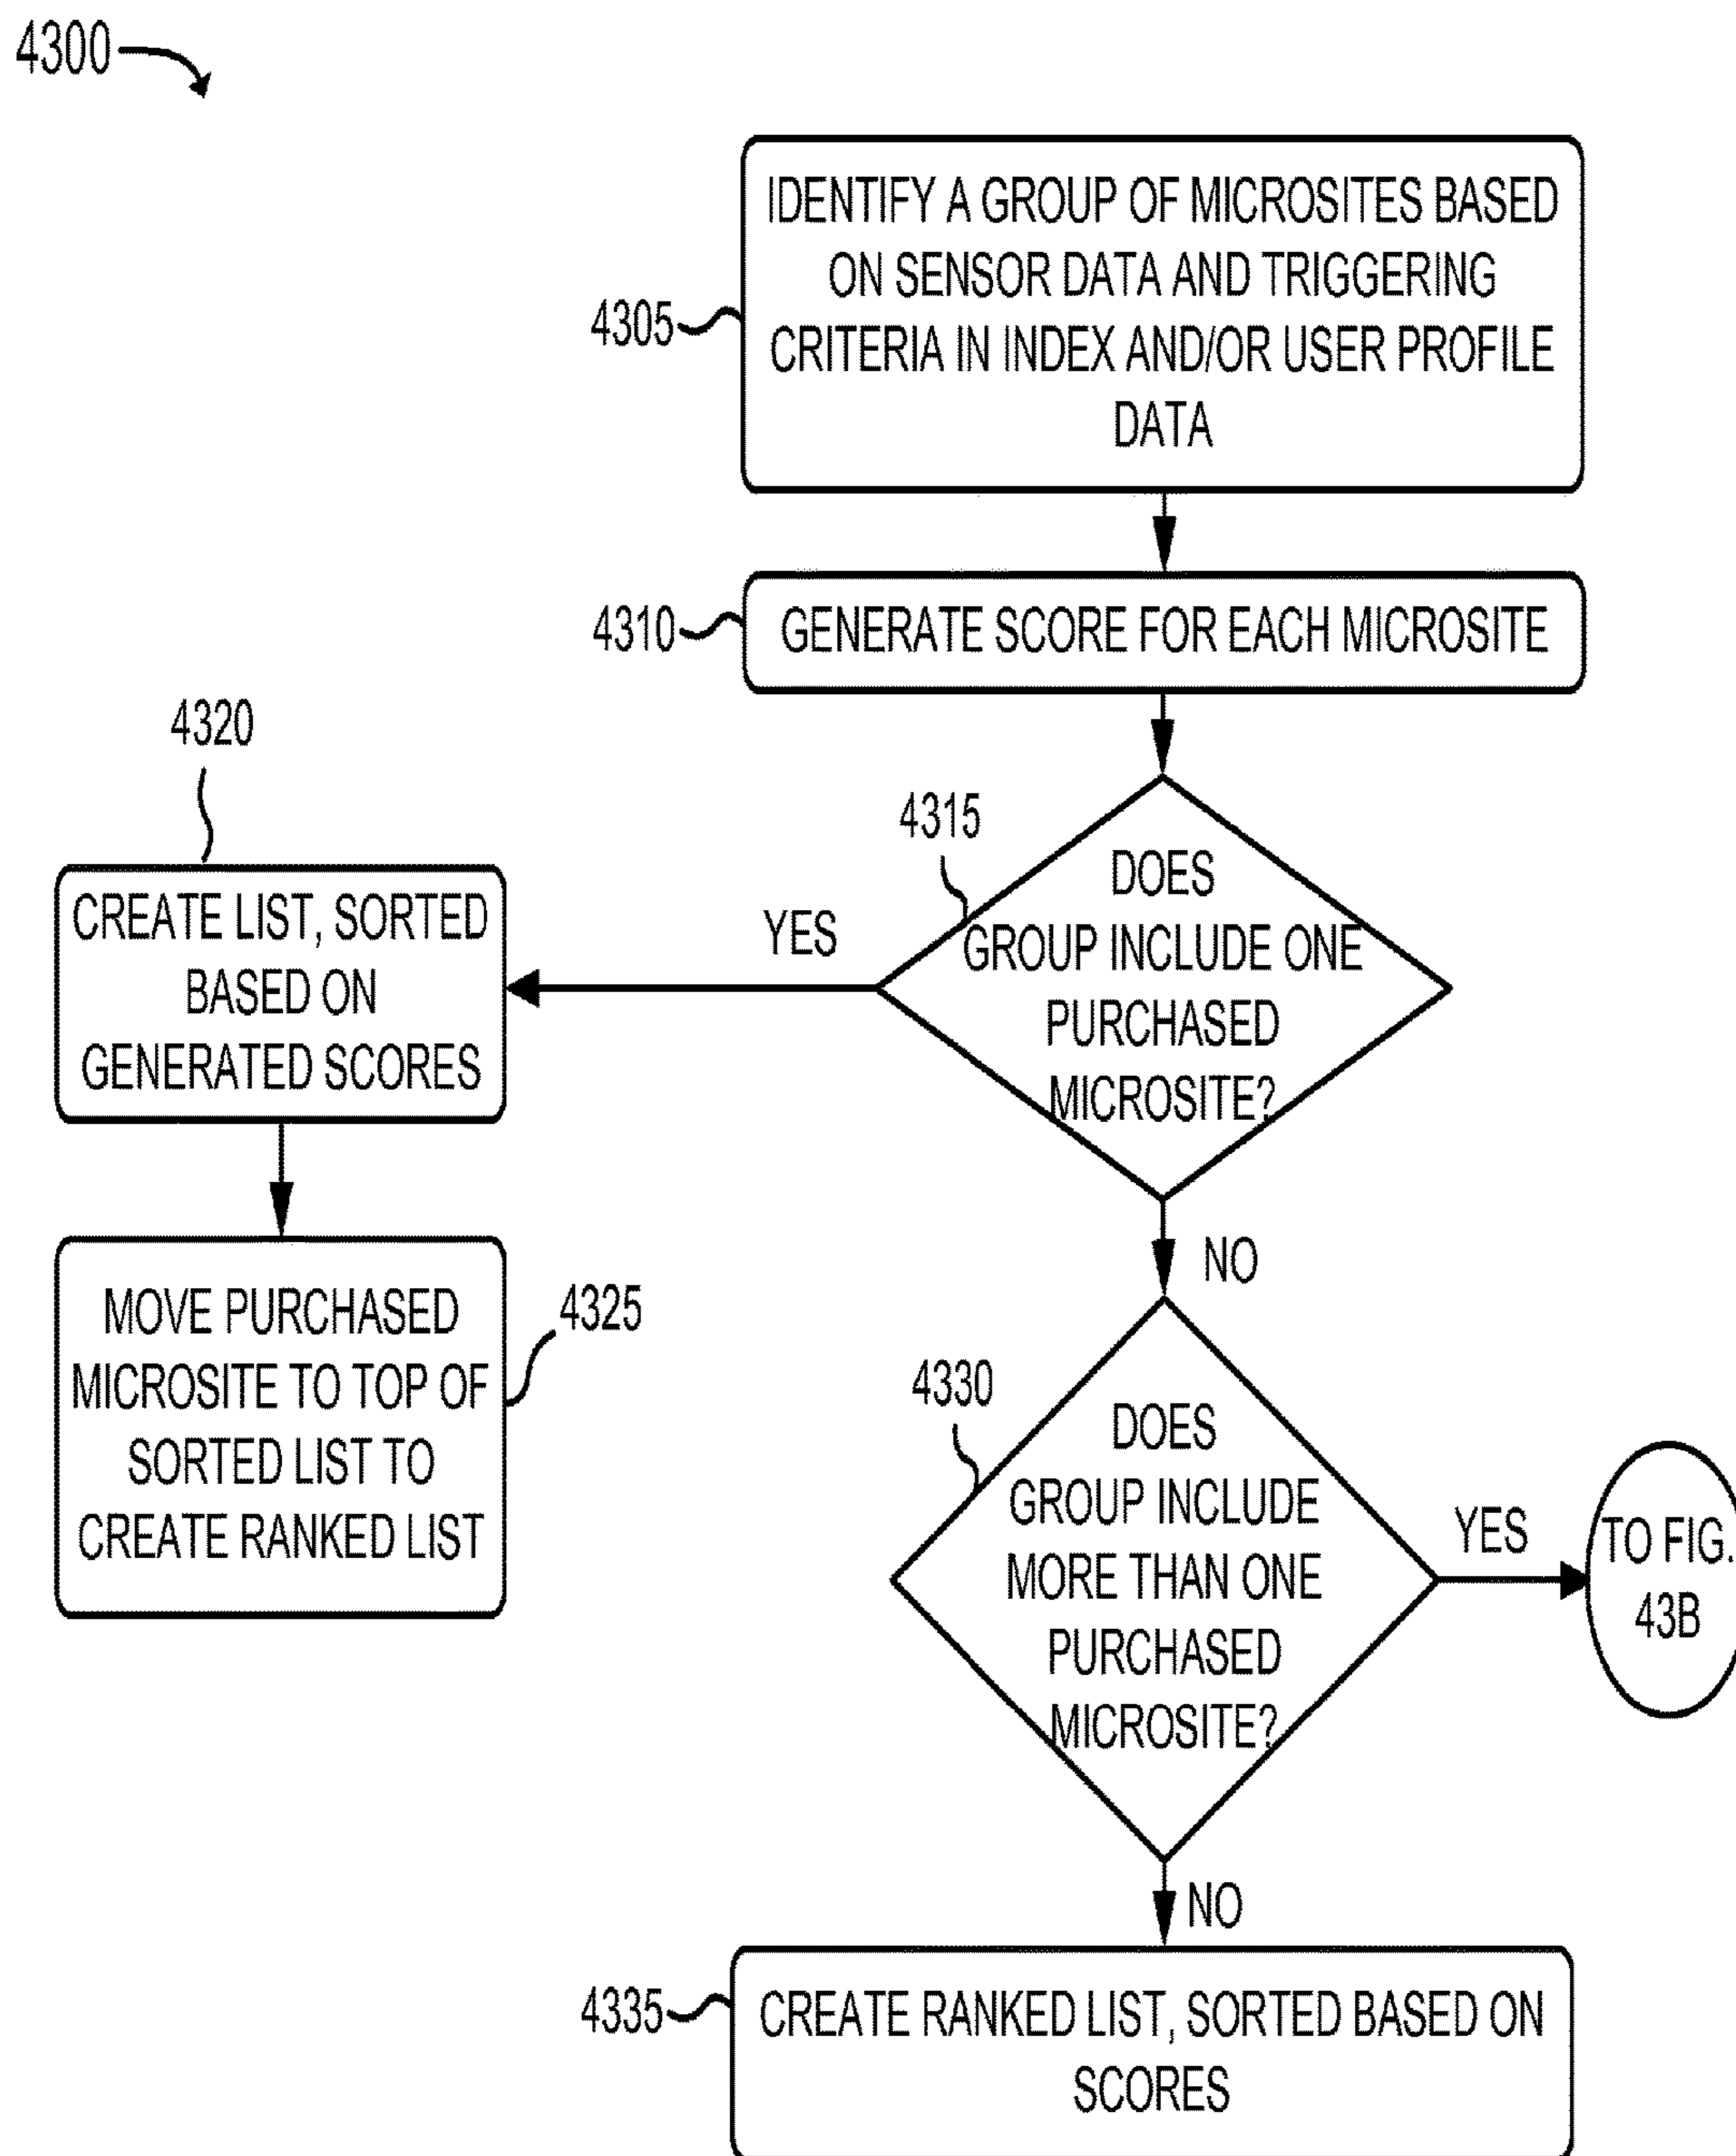 4300
IDENTIFY A GROUP OF MICROSITES BASED
ON SENSOR DATA AND TRIGGERING
CRITERIA IN INDEX AND/OR USER PROFILE
DATA
4305
GENERATE SCORE FOR EACH MICROSITE
4310
4315
DOES
GROUP INCLUDE ONE
PURCHASED
MICROSITE?
YES
4320
CREATE LIST, SORTED
BASED ON
GENERATED SCORES
MOVE PURCHASED
MICROSITE TO TOP OF
SORTED LIST TO
CREATE RANKED LIST
4325
NO
4330
DOES
GROUP INCLUDE
MORE THAN ONE
PURCHASED
MICROSITE?
YES
TO FIG.
43B
NO
4335
CREATE RANKED LIST, SORTED BASED ON
SCORES